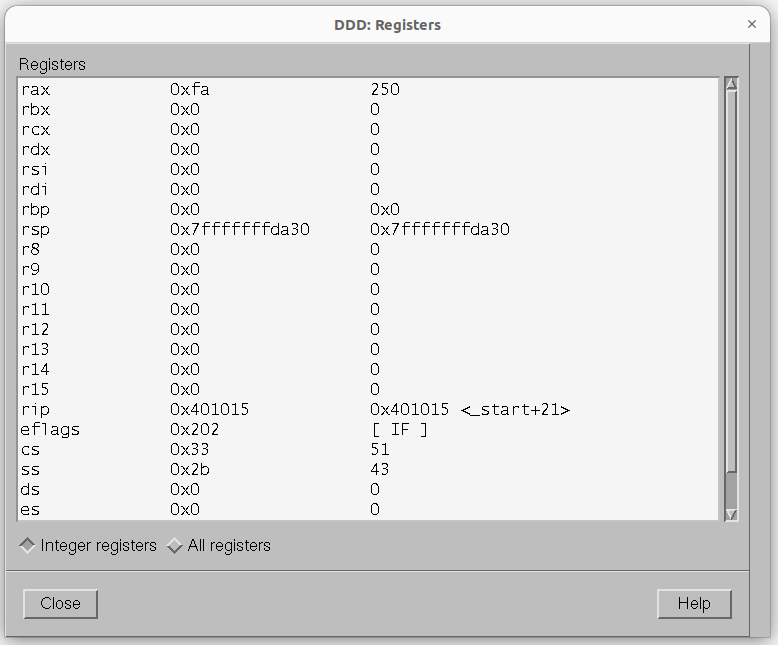 DDD: Registers
Registers
rax 0xfa 250
rbx 0x0 0
rcx 0x0 0
rdx 0x0 0
rsi 0x0 0
rdi 0x0 0
rbp 0x0 0x0
rsp 0x7fffffffda30 0x7fffffffda30
r8 0x0 0
r9 0x0 0
r10 0x0 0
r11 0x0 0
r12 0x0 0
r13 0x0 0
r14 0x0 0
r15 0x0 0
rip 0x401015 0x401015 <_start+21>
eflags 0x202 [ IF ]
cs 0x33 51
ss 0x2b 43
ds 0x0 0
es 0x0 0
Integer registers All registers
Close Help